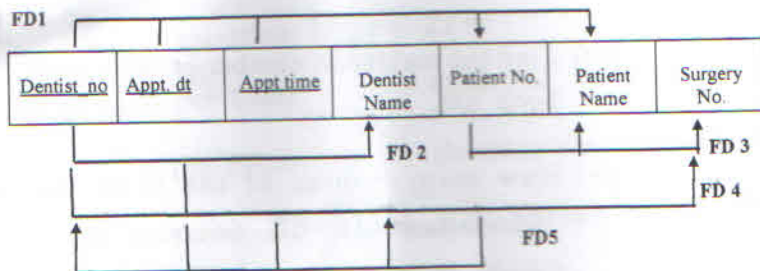 FD1
Dentist_no Appt. dt Appt time Dentist Name Patient No. Patient Name Surgery No.
FD 2
FD 3
FD 4
FD5